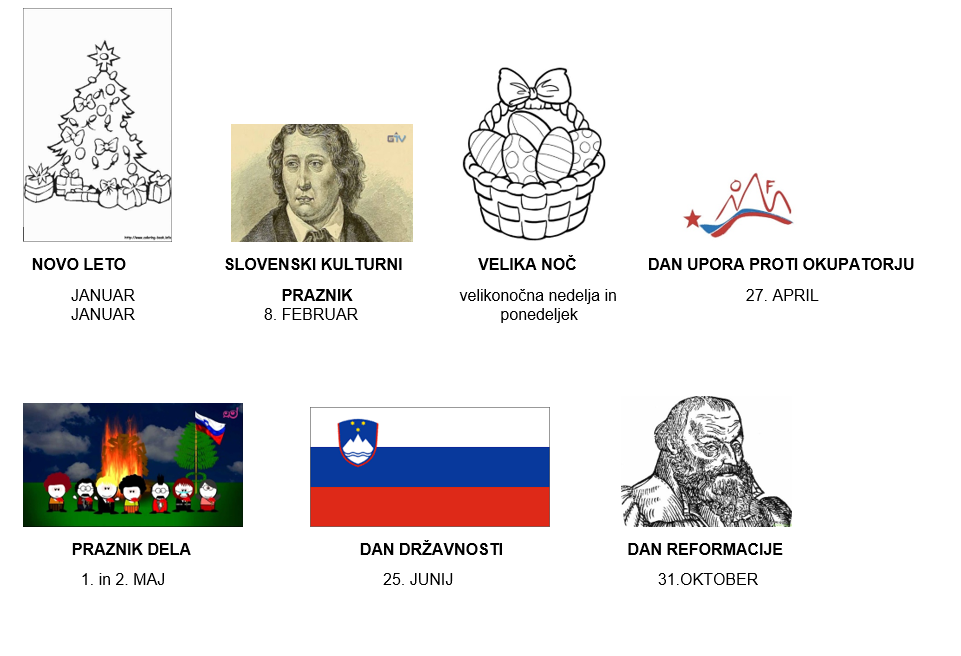 NOVO LETO
JANUAR
JANUAR
SLOVENSKI KULTURNI
PRAZNIK
8. FEBRUAR
VELIKA NOČ
velikonočna nedelja in
ponedeljek
OF
DAN UPORA PROTI OKUPATORJU
27. APRIL
PRAZNIK DELA
1. in 2. MAJ
DAN DRŽAVNOSTI
25. JUNIJ
DAN REFORMACIJE
31.OKTOBER